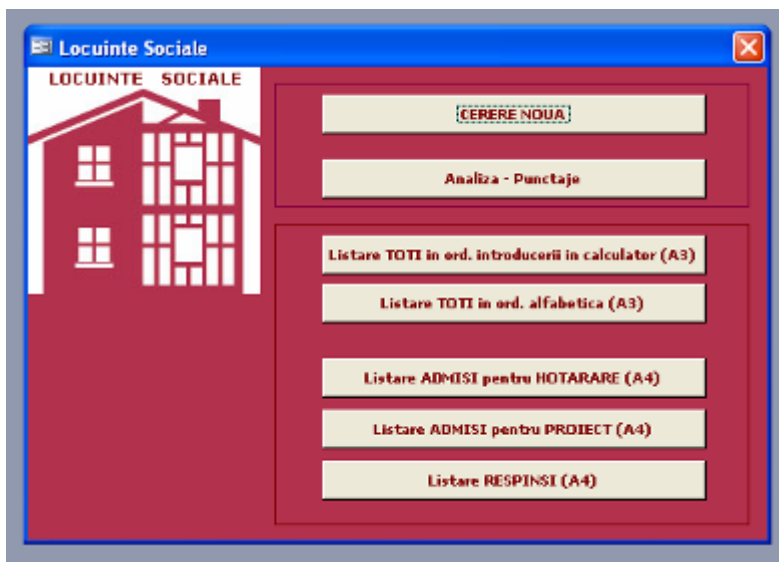 Locuinte Sociale
LOCUINTE SOCIALE
CERERE NOUA
Analiza - Punctaje
Listare TOTI in ord. introducerii in calculator (A3)
Listare TOTI in ord. alfabetica (A3)
Listare ADMISI pentru HOTARARE (A4)
Listare ADMISI pentru PROIECT (A4)
Listare RESPINSI (A4)